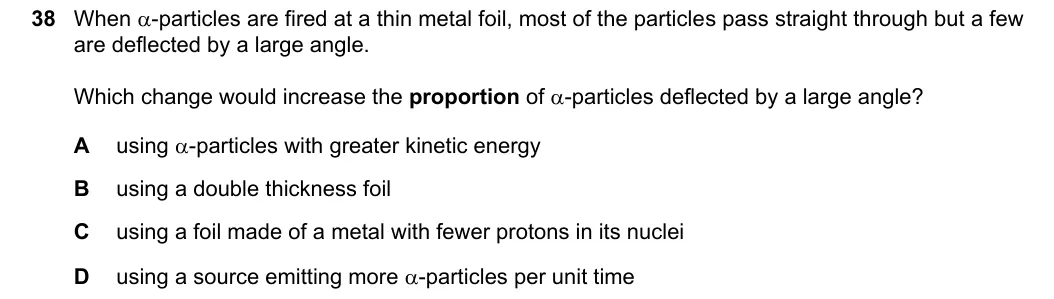 38 When α-particles are fired at a thin metal foil, most of the particles pass straight through but a few
are deflected by a large angle.
Which change would increase the proportion of α-particles deflected by a large angle?
A using α-particles with greater kinetic energy
B using a double thickness foil
C using a foil made of a metal with fewer protons in its nuclei
D using a source emitting more α-particles per unit time